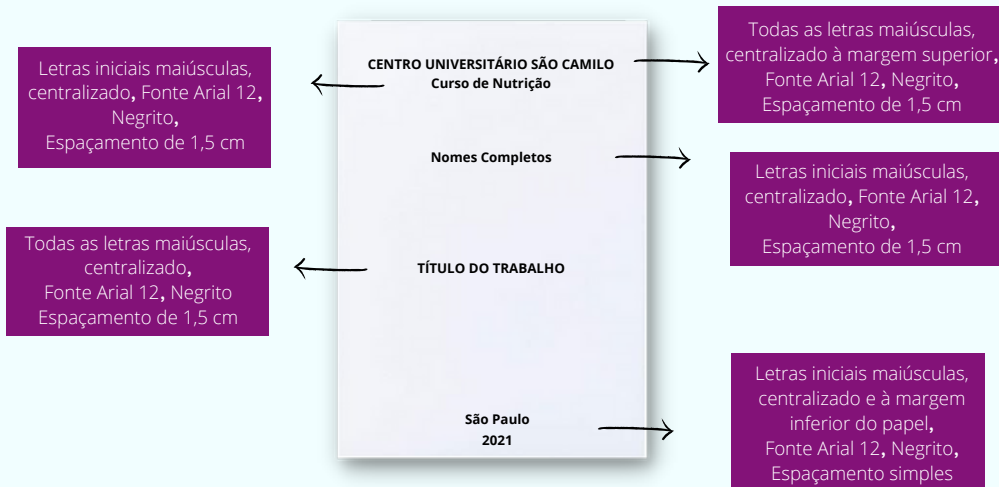 Letras iniciais maiúsculas,
centralizado, Fonte Arial 12,
Negrito,
Espaçamento de 1,5 cm
Todas as letras maiúsculas,
centralizado,
Fonte Arial 12, Negrito
Espaçamento de 1,5 cm
CENTRO UNIVERSITÁRIO SÃO CAMILO
Curso de Nutrição
Nomes Completos
TÍTULO DO TRABALHO
São Paulo
2021
Todas as letras maiúsculas,
centralizado à margem superior,
Fonte Arial 12, Negrito,
Espaçamento de 1,5 cm
Letras iniciais maiúsculas,
centralizado, Fonte Arial 12,
Negrito,
Espaçamento de 1,5 cm
Letras iniciais maiúsculas,
centralizado e à margem
inferior do papel,
Fonte Arial 12, Negrito,
Espaçamento simples